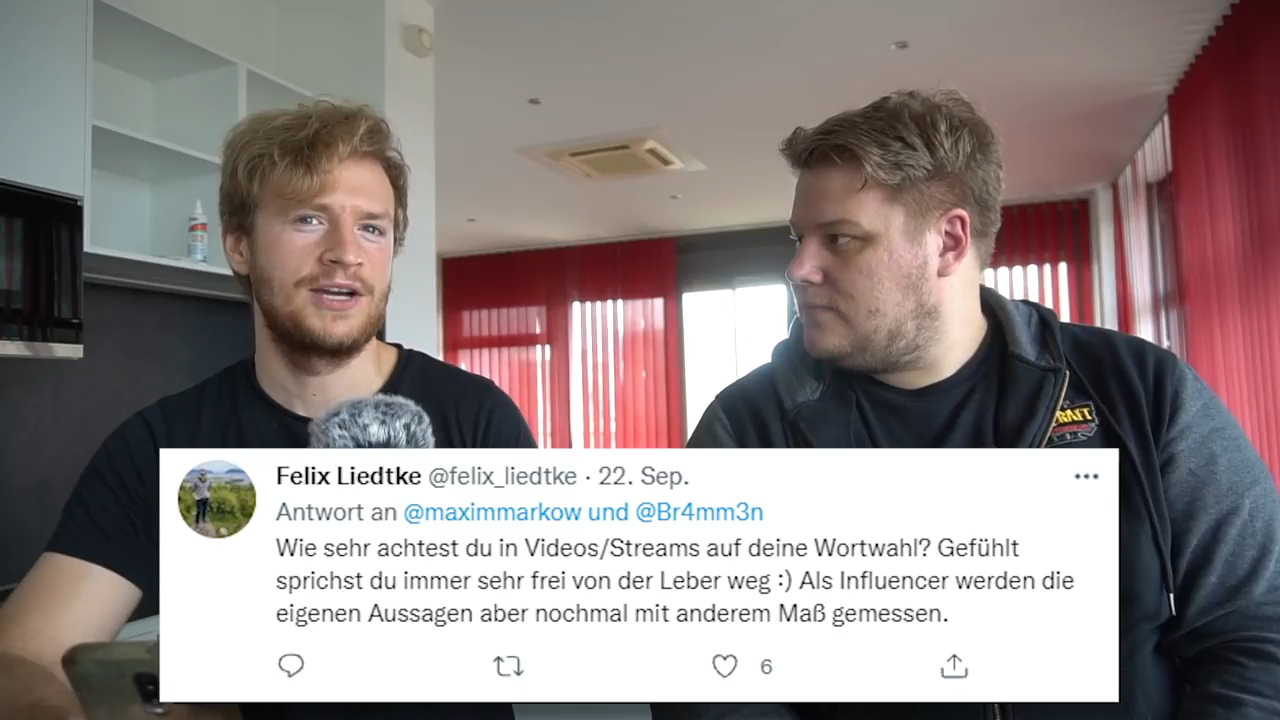 Felix Liedtke @felix_liedtke · 22. Sep.
Antwort an @maximmarkow und @Br4mm3n
Wie sehr achtest du in Videos/Streams auf deine Wortwahl? Gefühlt
sprichst du immer sehr frei von der Leber weg :) Als Influencer werden die
eigenen Aussagen aber nochmal mit anderem Maß gemessen.
6